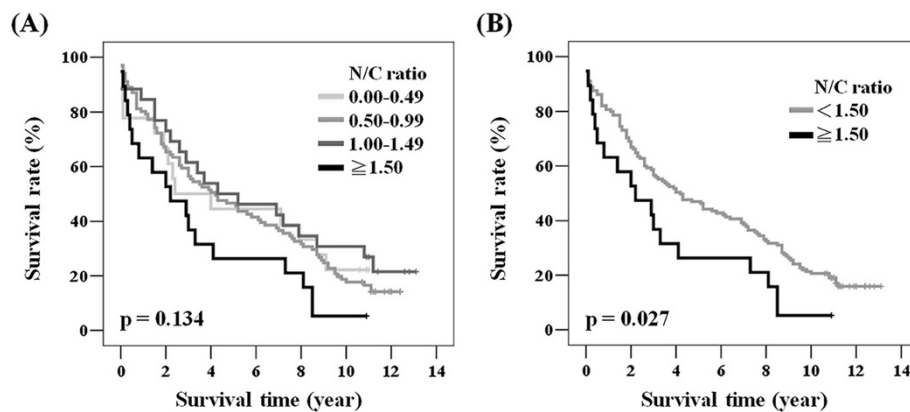 (A)
Survival rate (%)
100
80
60
40
20
0
N/C ratio
0.00-0.49
0.50-0.99
1.00-1.49
≧1.50
p = 0.134
0 2 4 6 8 10 12 14
Survival time (year)
(B)
Survival rate (%)
100
80
60
40
20
0
N/C ratio
<1.50
≧1.50
p = 0.027
0 2 4 6 8 10 12 14
Survival time (year)